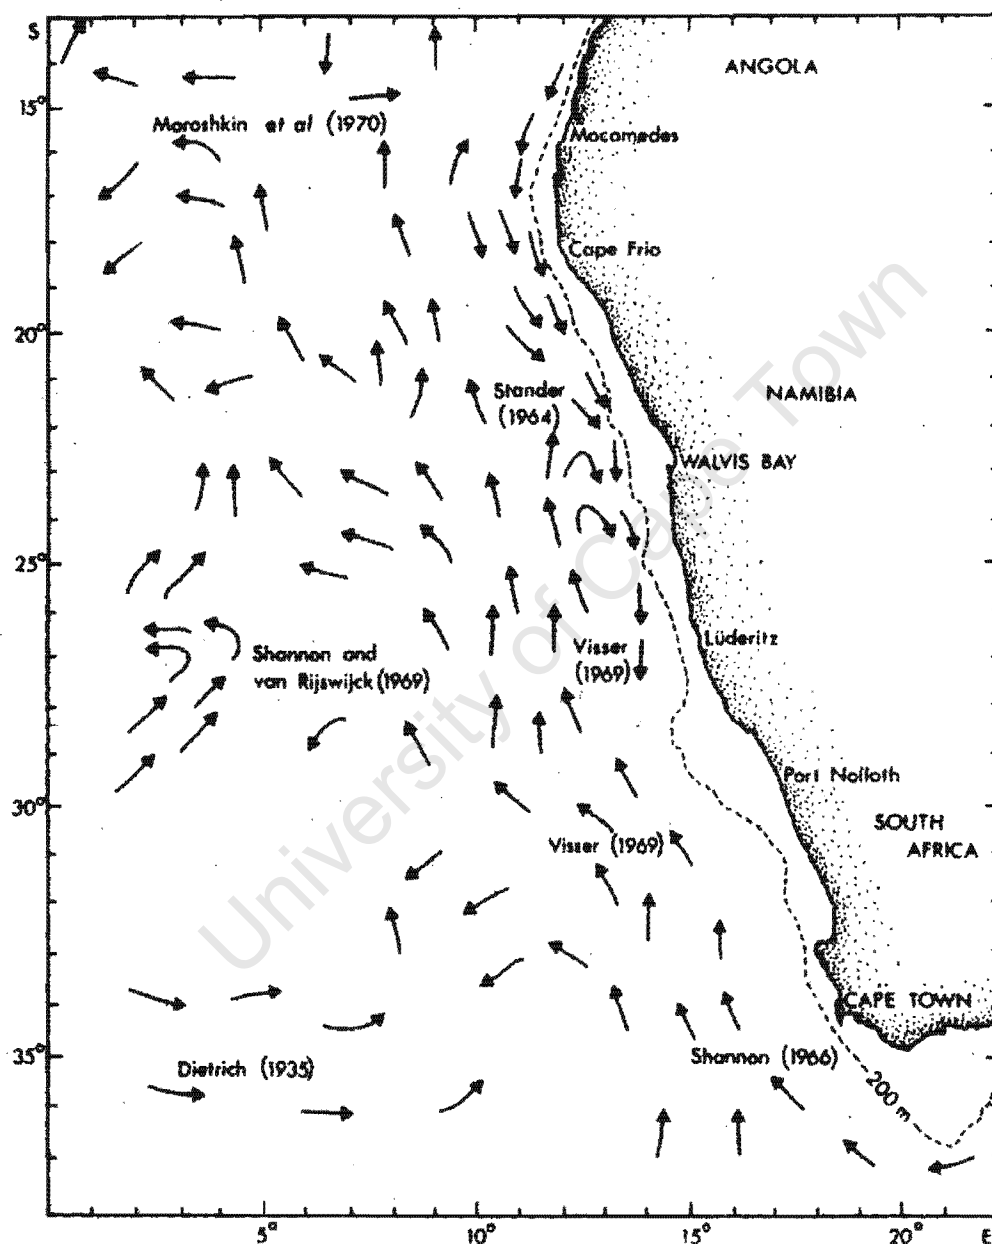 S
ANGOLA
15°
Moroshkin et al (1970)
Mocamedes
Cape Frio
20°
Stander
(1964)
NAMIBIA
WALVIS BAY
25°
Shannon and
van Rijswijck (1969)
Visser
(1969)
Lüderitz
Port Nolloth
30°
SOUTH
AFRICA
Visser (1969)
CAPE TOWN
35°
Dietrich (1935)
Shannon (1966)
200 m
5°
10°
15°
20°
E
University of Cape Town